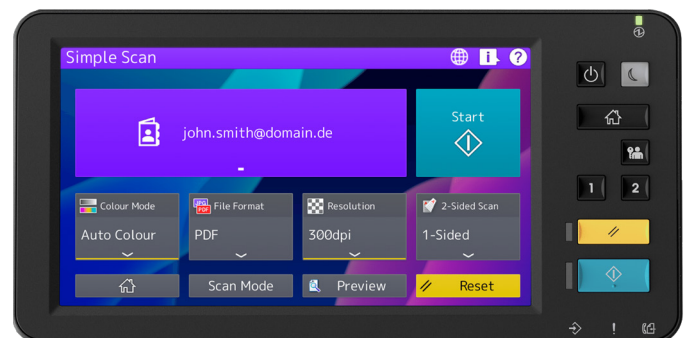 Simple Scan
i ?
john.smith@domain.de
Start
Colour Mode
Auto Colour
JPG
PDF
File Format
PDF
Resolution
300dpi
2-Sided Scan
1-Sided
Scan Mode
Preview
Reset
1 2
!